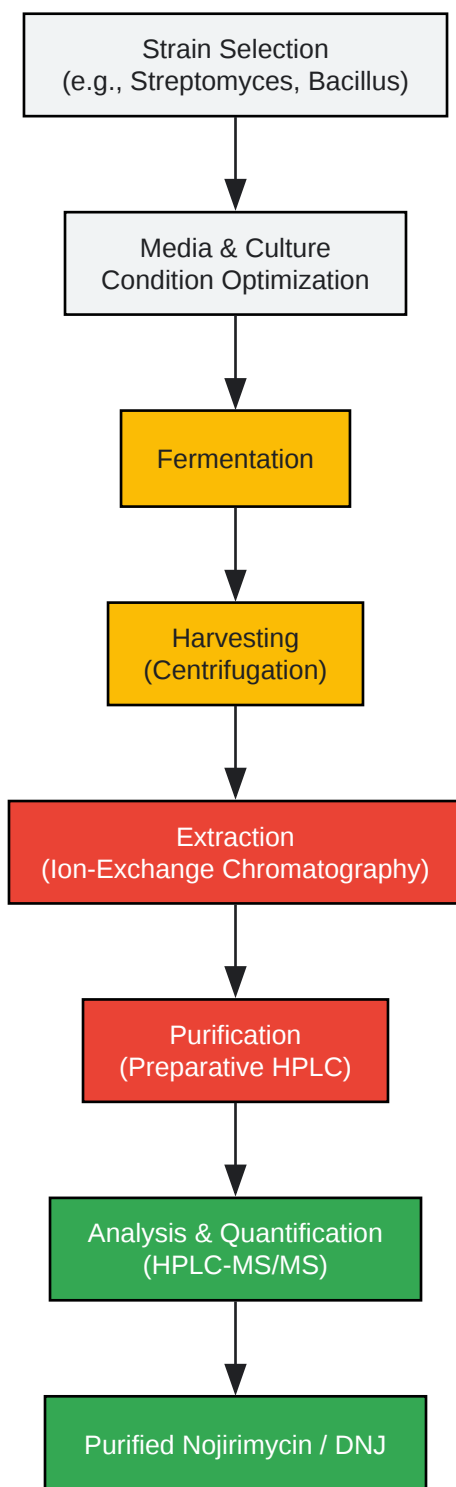 Strain Selection
(e.g., Streptomyces, Bacillus)
Media & Culture
Condition Optimization
Fermentation
Harvesting
(Centrifugation)
Extraction
(Ion-Exchange Chromatography)
Purification
(Preparative HPLC)
Analysis & Quantification
(HPLC-MS/MS)
Purified Nojirimycin / DNJ